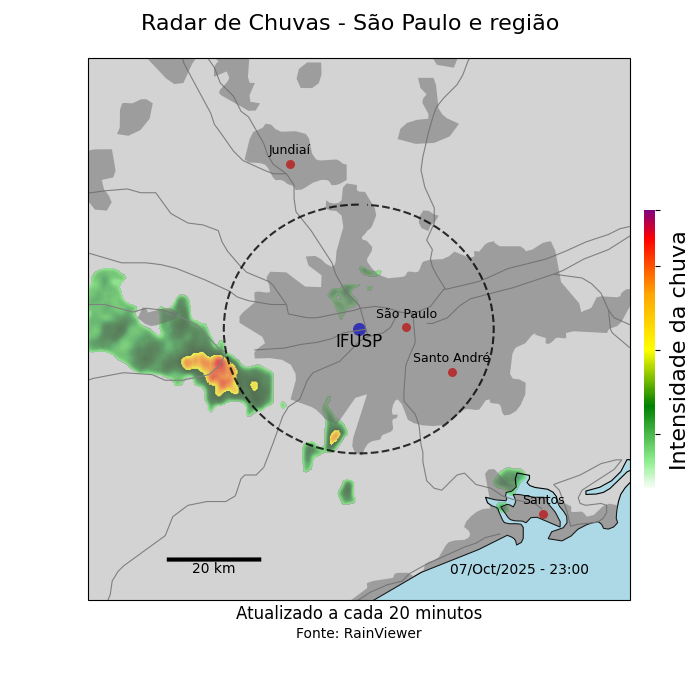 Radar de Chuvas - São Paulo e região
Jundiaí
São Paulo
IFUSP
Santo André
Santos
20 km
07/Oct/2025 - 23:00
Intensidade da chuva
Atualizado a cada 20 minutos
Fonte: RainViewer